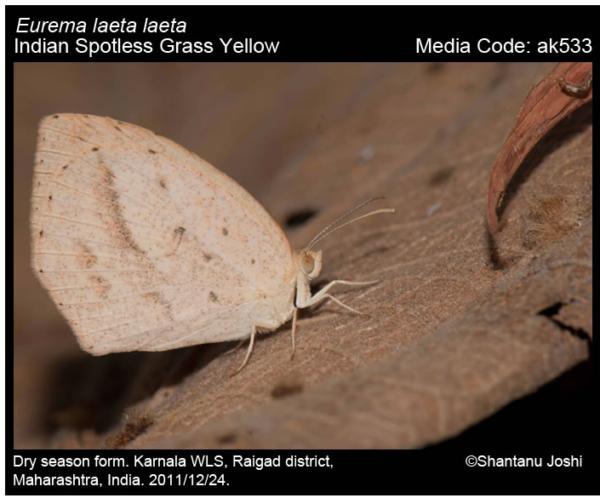 Eurema laeta laeta
Indian Spotless Grass Yellow
Media Code: ak533
Dry season form. Karnala WLS, Raigad district,
Maharashtra, India. 2011/12/24.
©Shantanu Joshi